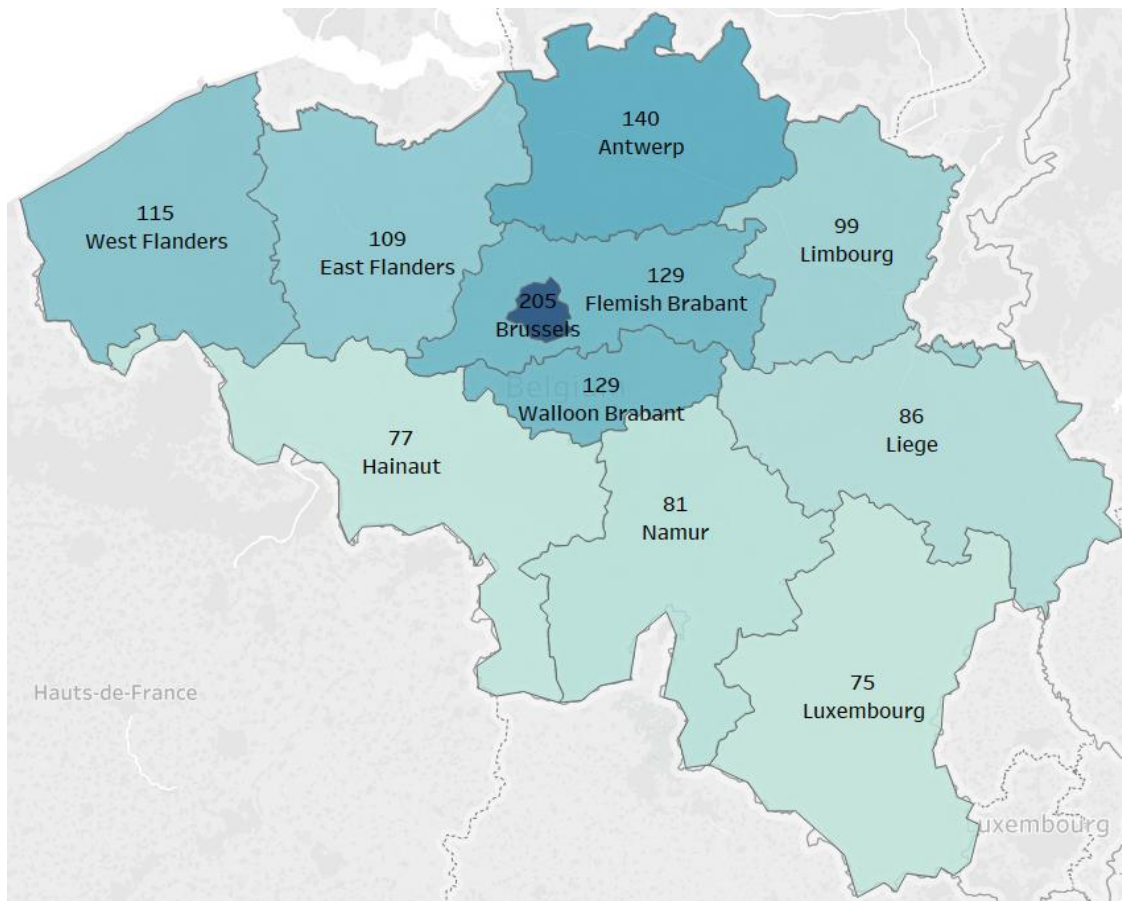 140
Antwerp
115
West Flanders
99
Limbourg
109
East Flanders
129
Flemish Brabant
205
Brussels
Belgium
129
Walloon Brabant
86
Liege
77
Hainaut
81
Namur
Hauts-de-France
75
Luxembourg
Luxembourg